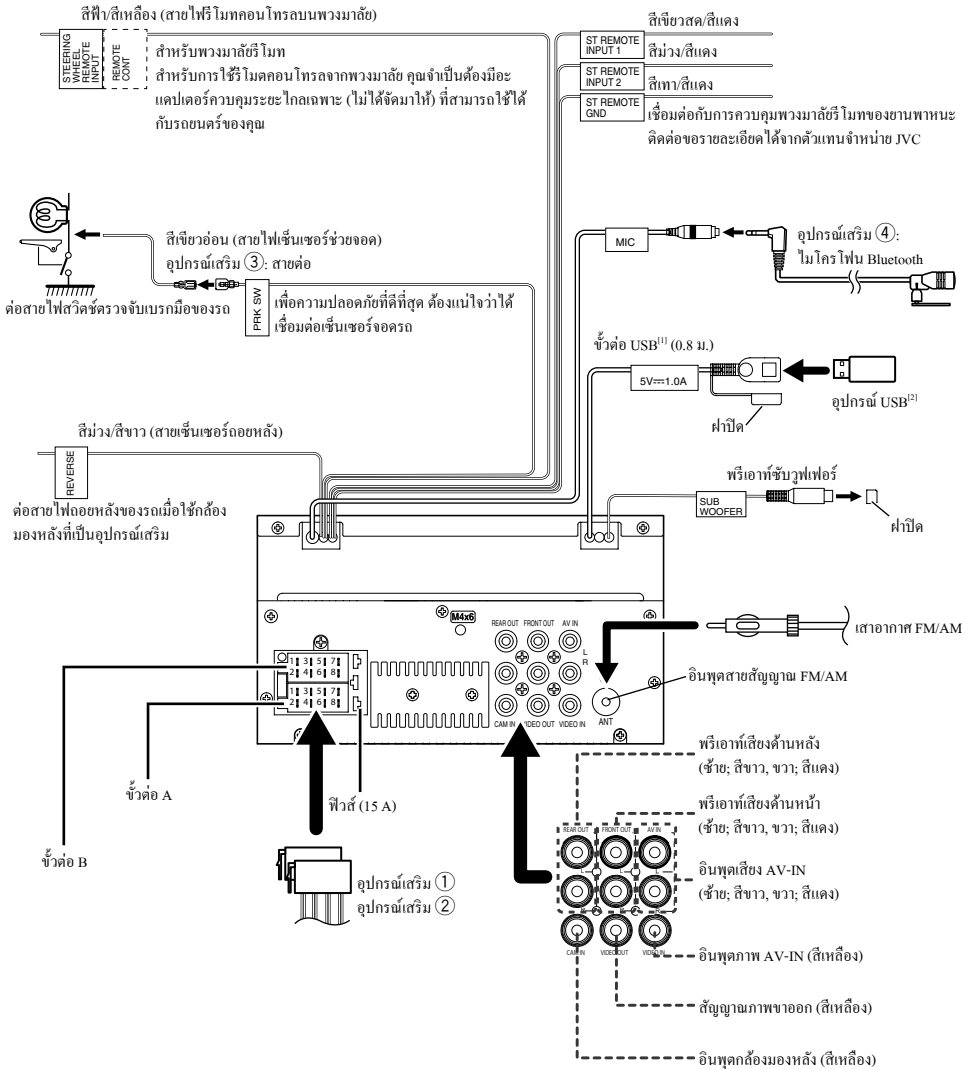 สีฟ้า/สีเหลือง (สายไฟรีโมทคอนโทรลบนพวงมาลัย)
STEERING
WHEEL
REMOTE
INPUT
REMOTE
CONT
สำหรับพวงมาลัยรีโมท
สำหรับการใช้รีโมตคอนโทรลจากพวงมาลัย คุณจำเป็นต้องมีอะ
แดปเตอร์ควบคุมระยะไกลเฉพาะ (ไม่ได้จัดมาให้) ที่สามารถใช้ได้
กับรถยนตร์ของคุณ
สีเขียวสด/สีแดง
ST REMOTE
INPUT 1
สีม่วง/สีแดง
ST REMOTE
INPUT 2
สีเทา/สีแดง
ST REMOTE
GND
เชื่อมต่อกับการควบคุมพวงมาลัยรีโมทของยานพาหนะ
ติดต่อขอรายละเอียดได้จากตัวแทนจำหน่าย JVC
สีเขียวอ่อน (สายไฟเซ็นเซอร์ช่วยจอด)
อุปกรณ์เสริม ③: สายต่อ
ต่อสายไฟสวิตช์ตรวจจับเบรกมือของรถ
PRK SW
เพื่อความปลอดภัยที่ดีที่สุด ต้องแน่ใจว่าได้
เชื่อมต่อเซ็นเซอร์จอดรถ
MIC
อุปกรณ์เสริม ④:
ไมโครโฟน Bluetooth
ขั้วต่อ USB[1] (0.8 ม.)
5V⎓1.0A
ฝาปิด
อุปกรณ์ USB[2]
สีม่วง/สีขาว (สายเซ็นเซอร์ถอยหลัง)
REVERSE
ต่อสายไฟถอยหลังของรถเมื่อใช้กล้อง
มองหลังที่เป็นอุปกรณ์เสริม
พรีเอาท์ซับวูฟเฟอร์
SUB
WOOFER
ฝาปิด
M4x6
REAR OUT FRONT OUT AV IN
L
R
1 3 5 7
2 4 6 8
1 3 5 7
2 4 6 8
CAM IN VIDEO OUT VIDEO IN
ANT
เสาอากาศ FM/AM
อินพุตสายสัญญาณ FM/AM
ขั้วต่อ A
ขั้วต่อ B
ฟิวส์ (15 A)
อุปกรณ์เสริม ①
อุปกรณ์เสริม ②
พรีเอาท์เสียงด้านหลัง
(ซ้าย; สีขาว, ขวา; สีแดง)
พรีเอาท์เสียงด้านหน้า
(ซ้าย; สีขาว, ขวา; สีแดง)
REAR OUT FRONT OUT AV IN
L L L
R R R
อินพุตเสียง AV-IN
(ซ้าย; สีขาว, ขวา; สีแดง)
CAM IN VIDEO OUT VIDEO IN
อินพุตภาพ AV-IN (สีเหลือง)
สัญญาณภาพขาออก (สีเหลือง)
อินพุตกล้องมองหลัง (สีเหลือง)